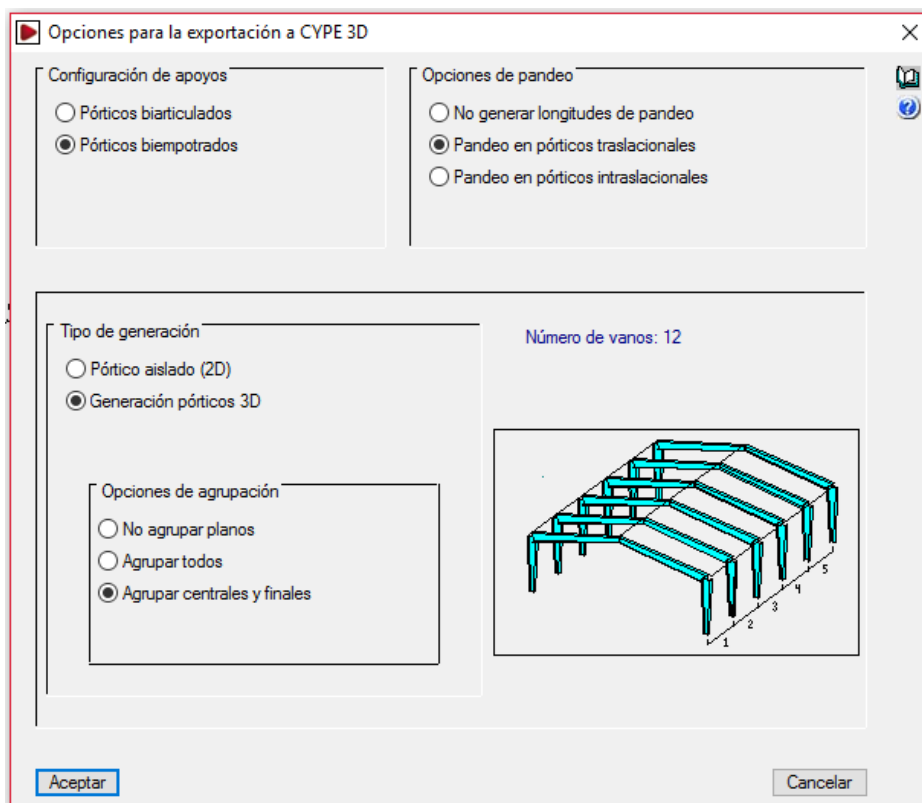 Opciones para la exportación a CYPE 3D
Configuración de apoyos
Pórticos biarticulados
Pórticos biempotrados
Opciones de pandeo
No generar longitudes de pandeo
Pandeo en pórticos traslacionales
Pandeo en pórticos intraslacionales
Tipo de generación
Pórtico aislado (2D)
Generación pórticos 3D
Opciones de agrupación
No agrupar planos
Agrupar todos
Agrupar centrales y finales
Número de vanos: 12
1
2
3
4
5
Aceptar
Cancelar